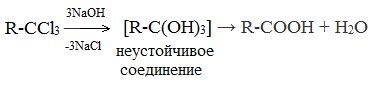 3NaOH
R-CCl3 → [R-C(OH)3] → R-COOH + H2O
-3NaCl
неустойчивое
соединение